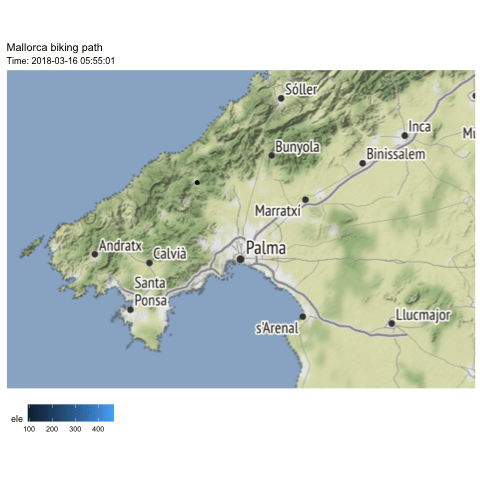 Mallorca biking path
Time: 2018-03-16 05:55:01
Sóller
Inca
Mu
Bunyola
Binissalem
Marratxí
Andratx
Calvià
Palma
Santa
Ponsa
s'Arenal
Llucmajor
ele
100 200 300 400